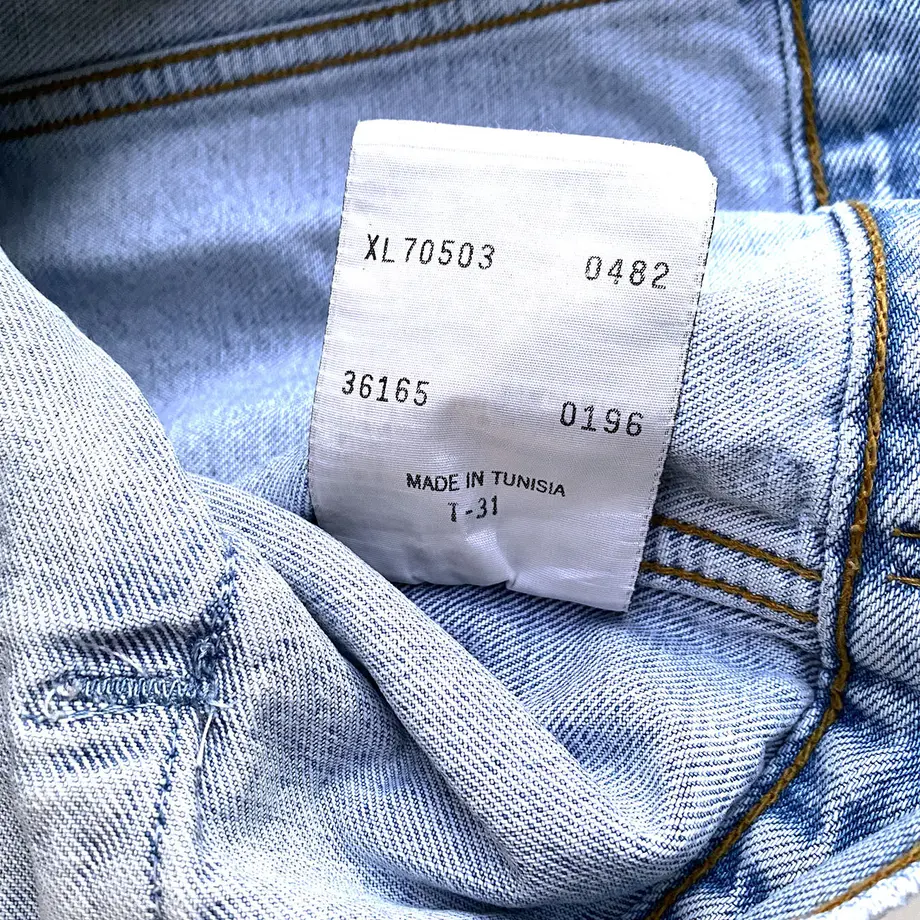 XL70503 0482
36165 0196
MADE IN TUNISIA
T-31